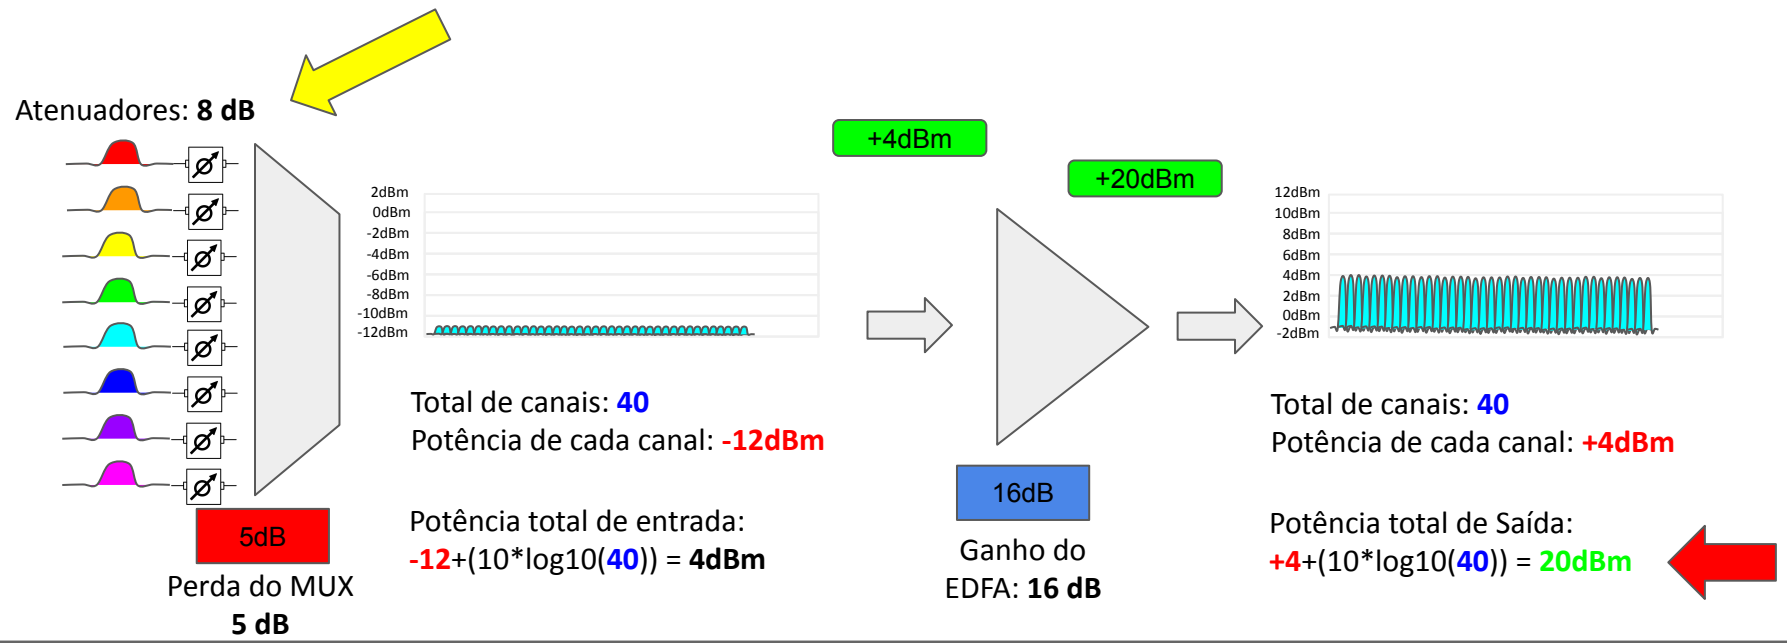 Atenuadores: 8 dB
+4dBm
+20dBm
2dBm
0dBm
-2dBm
-4dBm
-6dBm
-8dBm
-10dBm
-12dBm
12dBm
10dBm
8dBm
6dBm
4dBm
2dBm
0dBm
-2dBm
Total de canais: 40
Potência de cada canal: -12dBm
Total de canais: 40
Potência de cada canal: +4dBm
5dB
Perda do MUX
5 dB
Potência total de entrada:
-12+(10*log10(40)) = 4dBm
16dB
Ganho do
EDFA: 16 dB
Potência total de Saída:
+4+(10*log10(40)) = 20dBm